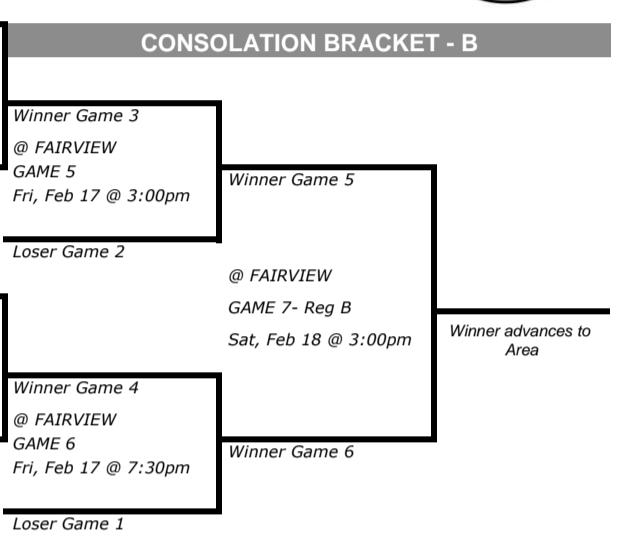 CONSOLATION BRACKET - B
Winner Game 3
@ FAIRVIEW
GAME 5
Fri, Feb 17 @ 3:00pm
Loser Game 2
Winner Game 5
@ FAIRVIEW
GAME 7- Reg B
Sat, Feb 18 @ 3:00pm
Winner advances to
Area
Winner Game 4
@ FAIRVIEW
GAME 6
Fri, Feb 17 @ 7:30pm
Winner Game 6
Loser Game 1